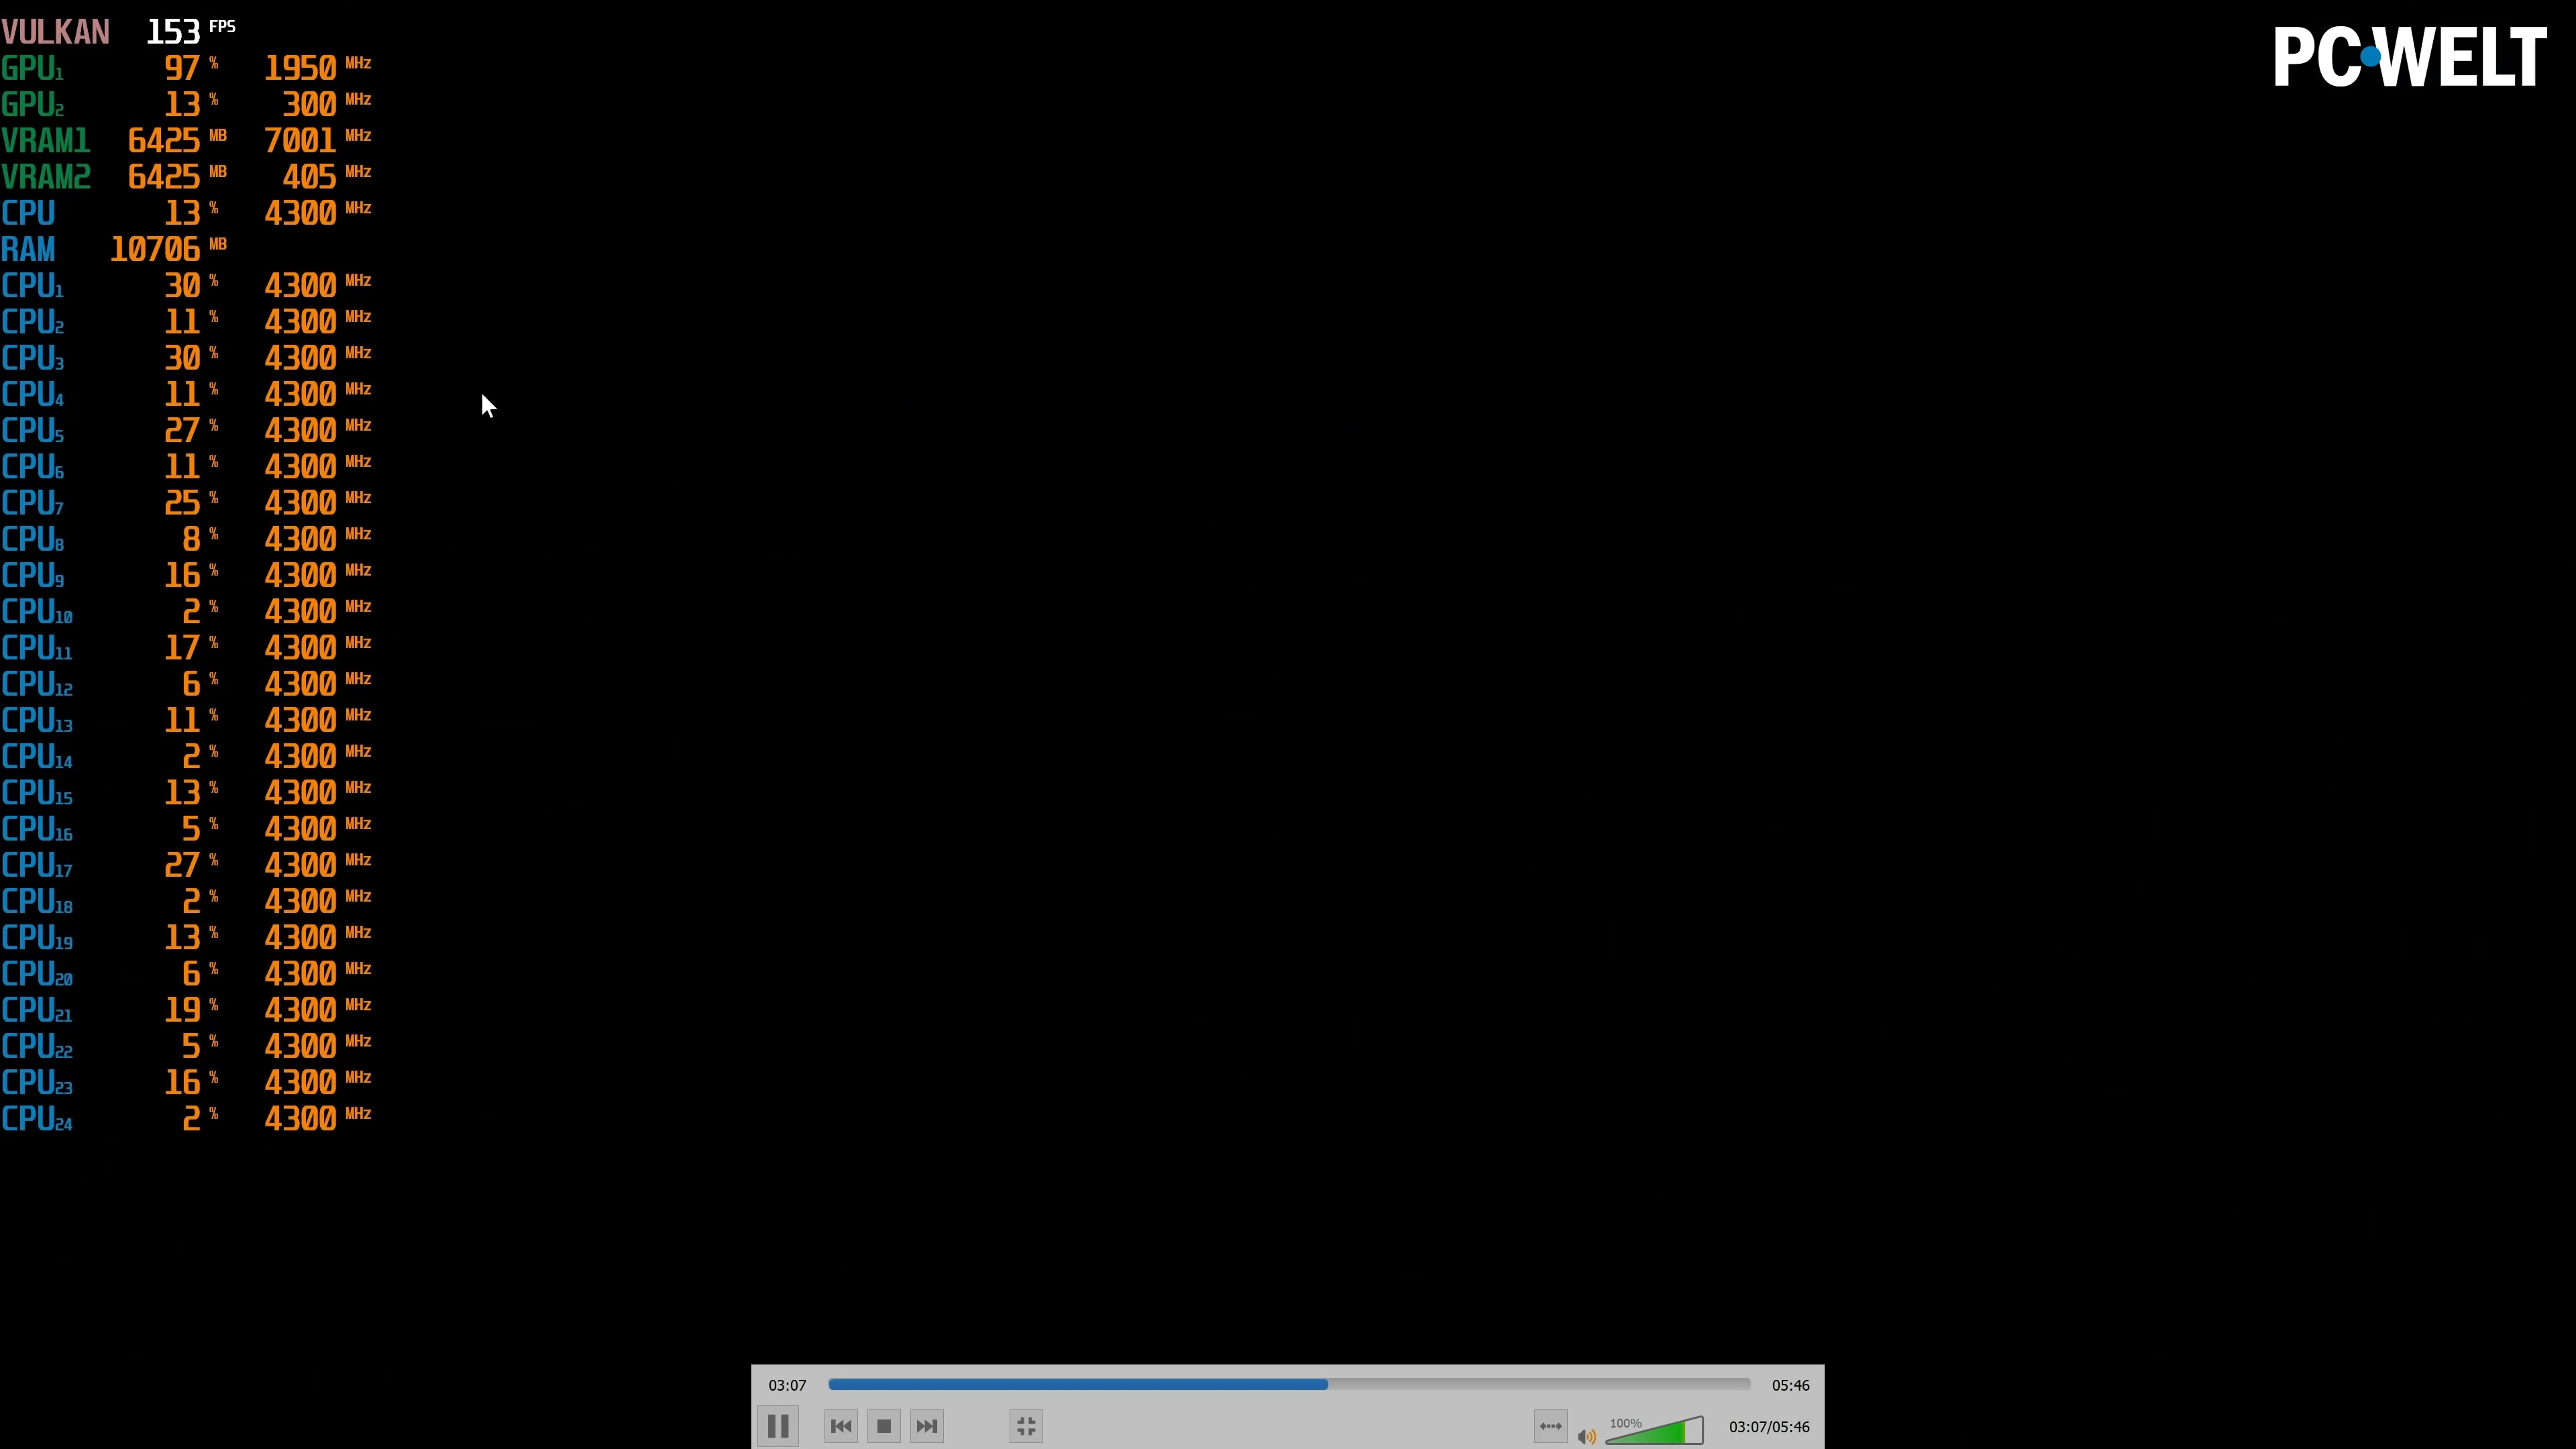 VULKAN 153 FPS
GPU1 97 % 1950 MHz
GPU2 13 % 300 MHz
VRAM1 6425 MB 7001 MHz
VRAM2 6425 MB 405 MHz
CPU 13 % 4300 MHz
RAM 10706 MB
CPU1 30 % 4300 MHz
CPU2 11 % 4300 MHz
CPU3 30 % 4300 MHz
CPU4 11 % 4300 MHz
CPU5 27 % 4300 MHz
CPU6 11 % 4300 MHz
CPU7 25 % 4300 MHz
CPU8 8 % 4300 MHz
CPU9 16 % 4300 MHz
CPU10 2 % 4300 MHz
CPU11 17 % 4300 MHz
CPU12 6 % 4300 MHz
CPU13 11 % 4300 MHz
CPU14 2 % 4300 MHz
CPU15 13 % 4300 MHz
CPU16 5 % 4300 MHz
CPU17 27 % 4300 MHz
CPU18 2 % 4300 MHz
CPU19 13 % 4300 MHz
CPU20 6 % 4300 MHz
CPU21 19 % 4300 MHz
CPU22 5 % 4300 MHz
CPU23 16 % 4300 MHz
CPU24 2 % 4300 MHz
PC WELT
03:07 05:46
100% 03:07/05:46